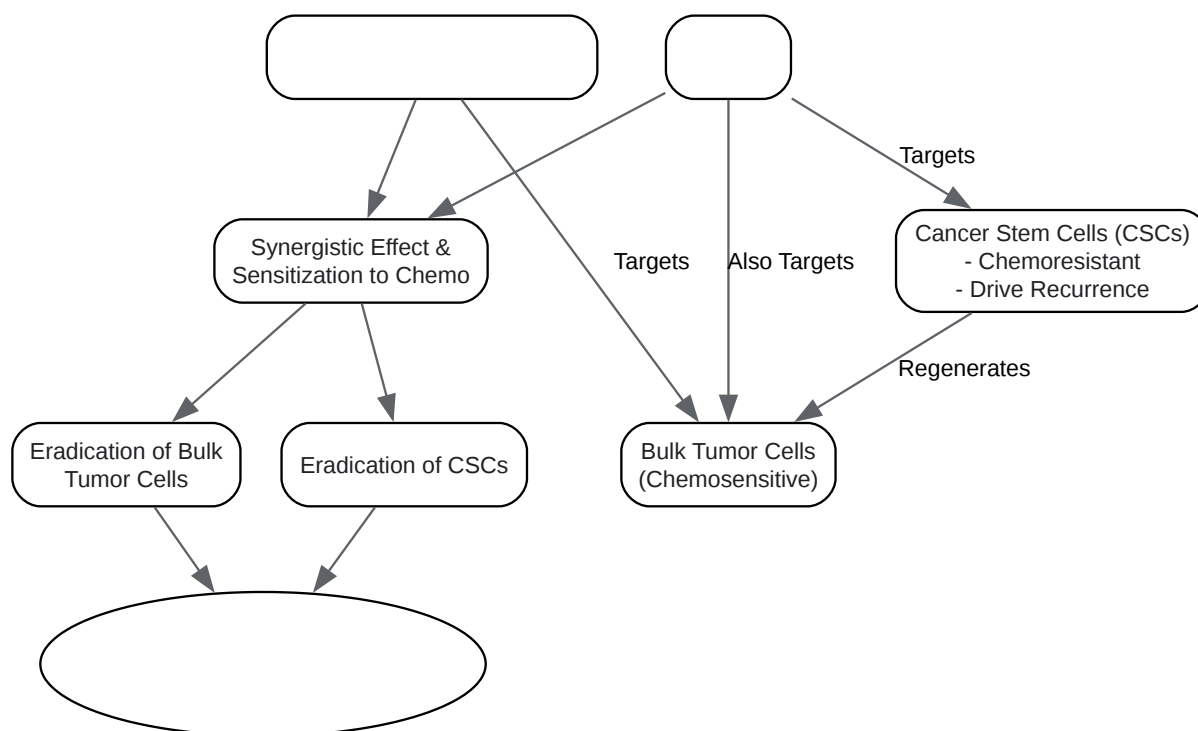 Targets
Synergistic Effect &
Sensitization to Chemo
Targets
Also Targets
Cancer Stem Cells (CSCs)
- Chemoresistant
- Drive Recurrence
Regenerates
Eradication of Bulk
Tumor Cells
Eradication of CSCs
Bulk Tumor Cells
(Chemosensitive)